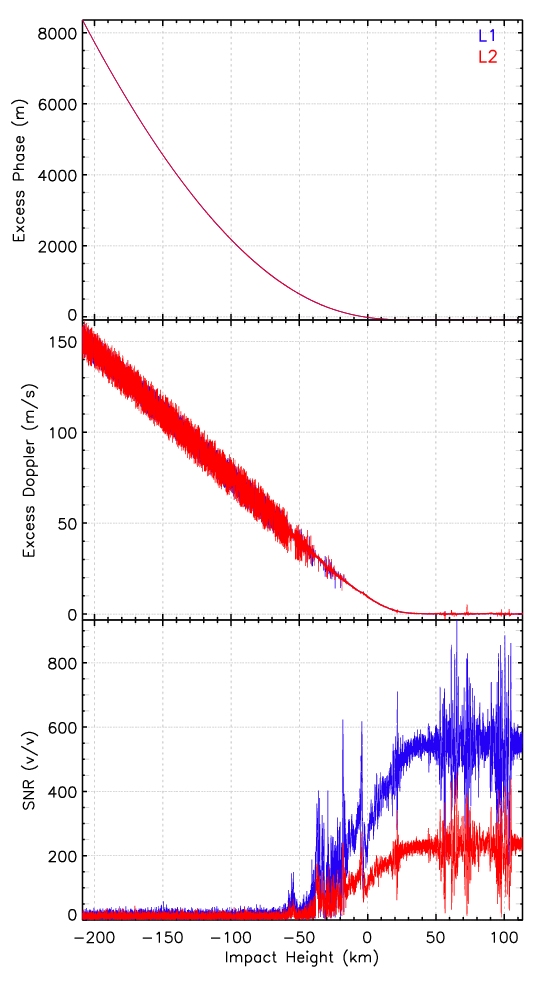 8000
6000
4000
2000
0
Excess Phase (m)
L1
L2
150
100
50
0
Excess Doppler (m/s)
800
600
400
200
0
SNR (v/v)
−200 −150 −100 −50 0 50 100
Impact Height (km)